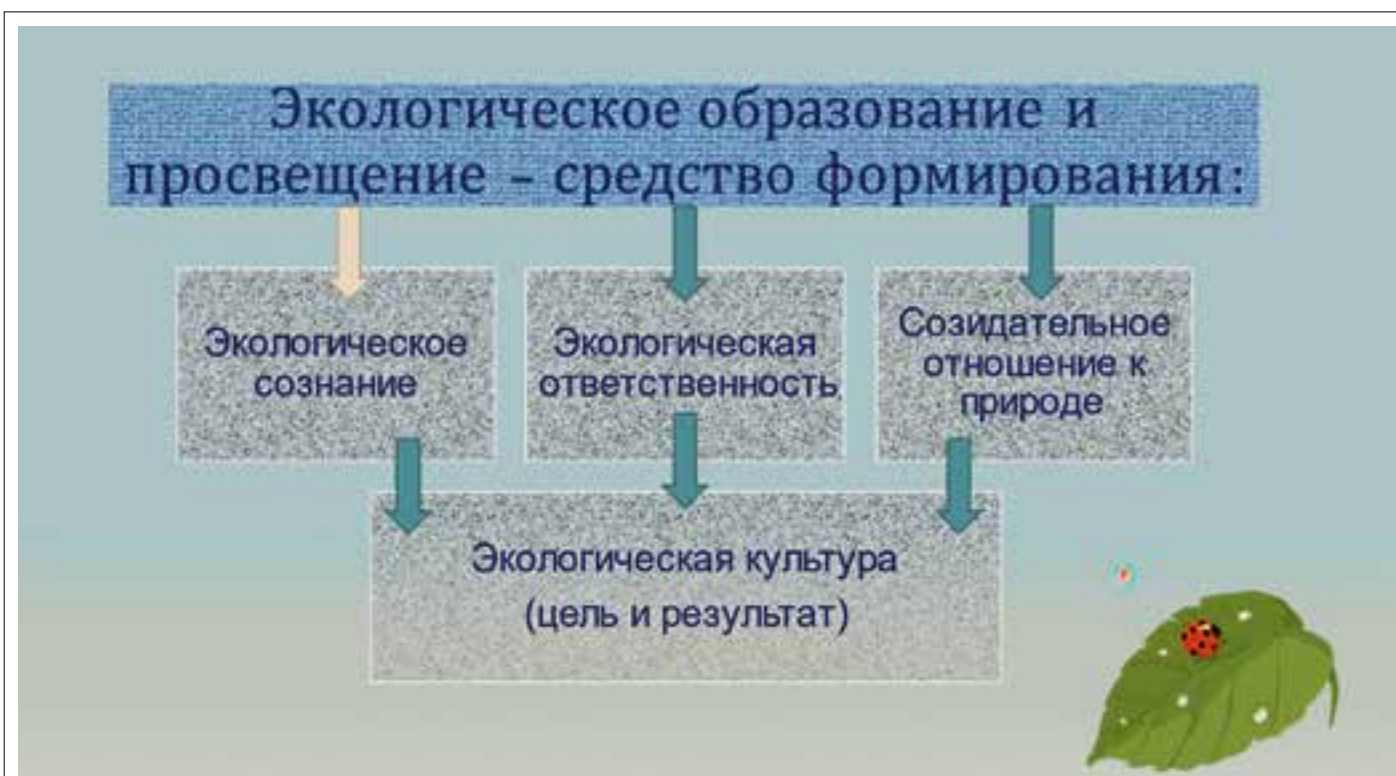 Экологическое образование и
просвещение – средство формирования:
Экологическое
сознание
Экологическая
ответственность
Созидательное
отношение к
природе
Экологическая культура
(цель и результат)